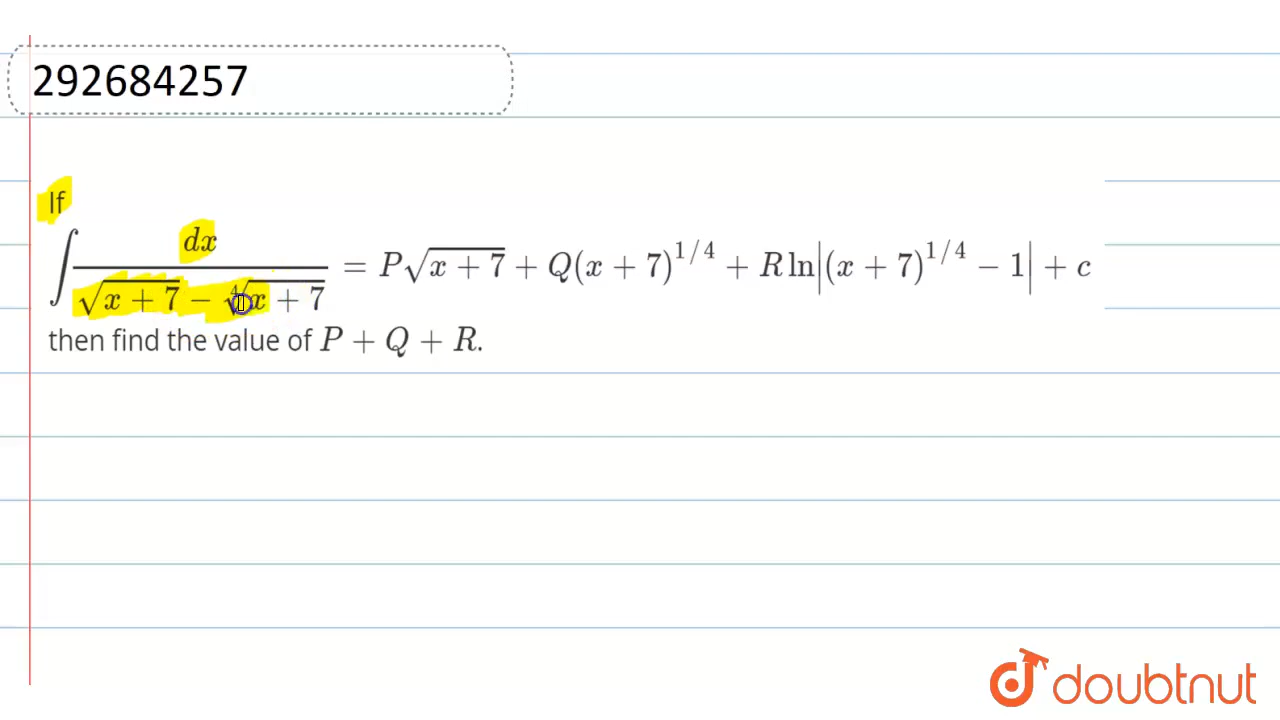 292684257
If
∫ dx / (√(x + 7) − ∜(x + 7)) = P√(x + 7) + Q(x + 7)^{1/4} + R ln|(x + 7)^{1/4} − 1| + c
then find the value of P + Q + R.
doubtnut